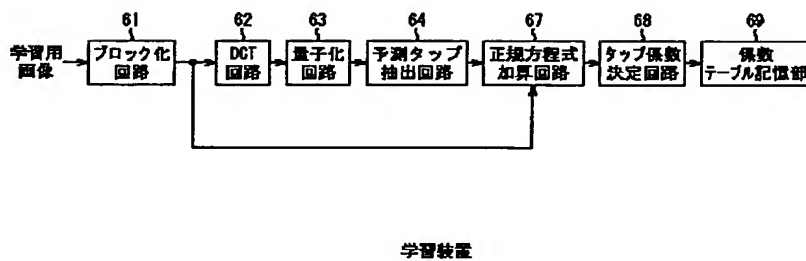 61
62
63
64
67
68
69
学習用
画像
ブロック化
回路
DCT
回路
量子化
回路
予測タップ
抽出回路
正規方程式
加算回路
タップ係数
決定回路
係数
テーブル記憶部
学習装置